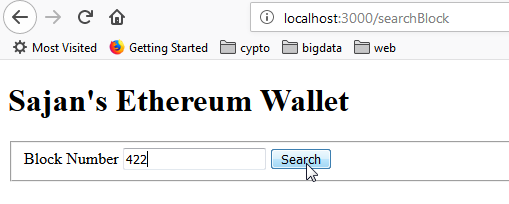 localhost:3000/searchBlock
Most Visited Getting Started cypto bigdata web
Sajan's Ethereum Wallet
Block Number 422 Search